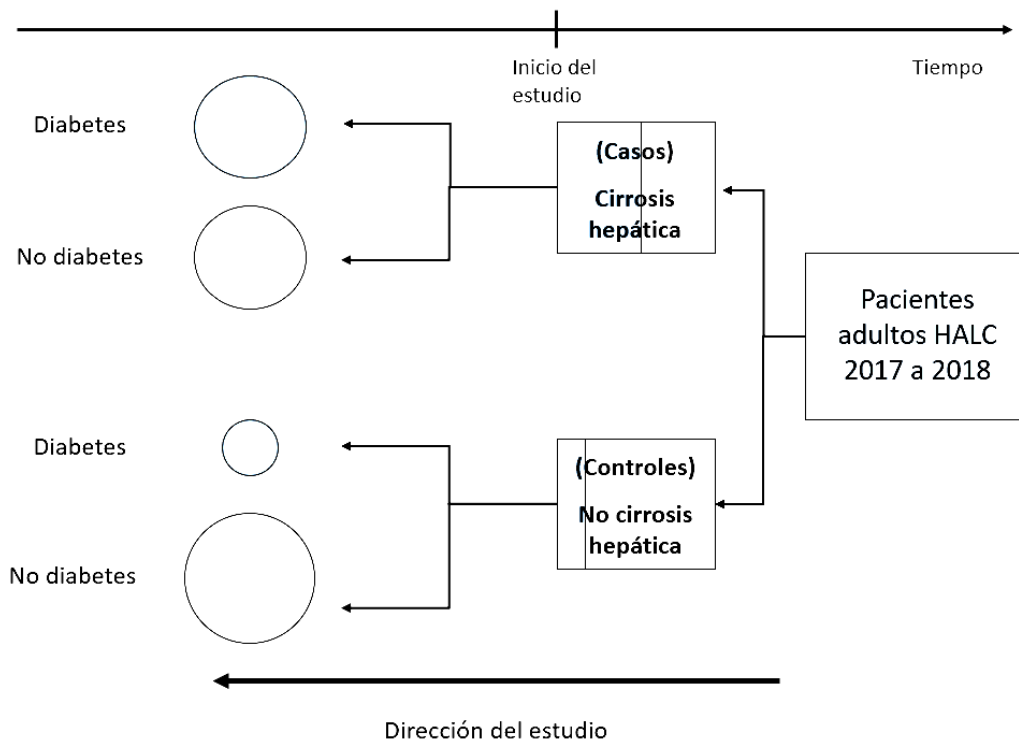 Inicio del
estudio
Tiempo
Diabetes
(Casos)
Cirrosis
hepática
No diabetes
Pacientes
adultos HALC
2017 a 2018
Diabetes
(Controles)
No cirrosis
hepática
No diabetes
Dirección del estudio